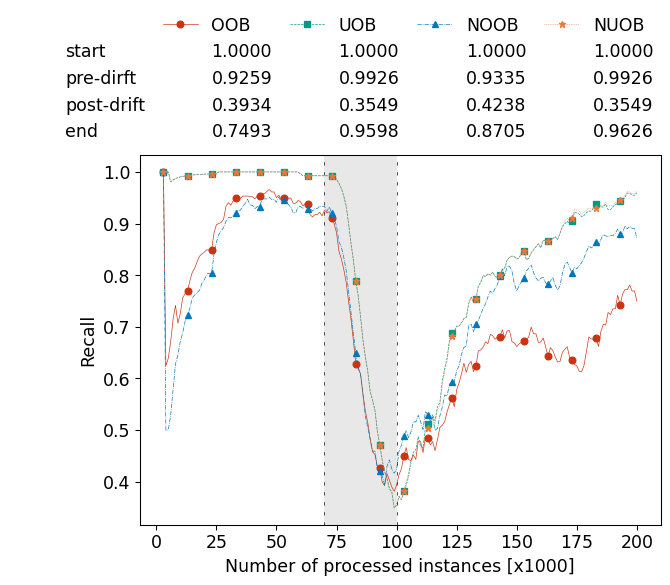 OOB UOB NOOB NUOB
start 1.0000 1.0000 1.0000 1.0000
pre-dirft 0.9259 0.9926 0.9335 0.9926
post-drift 0.3934 0.3549 0.4238 0.3549
end 0.7493 0.9598 0.8705 0.9626
1.0
0.9
0.8
0.7
0.6
0.5
0.4
Recall
0 25 50 75 100 125 150 175 200
Number of processed instances [x1000]